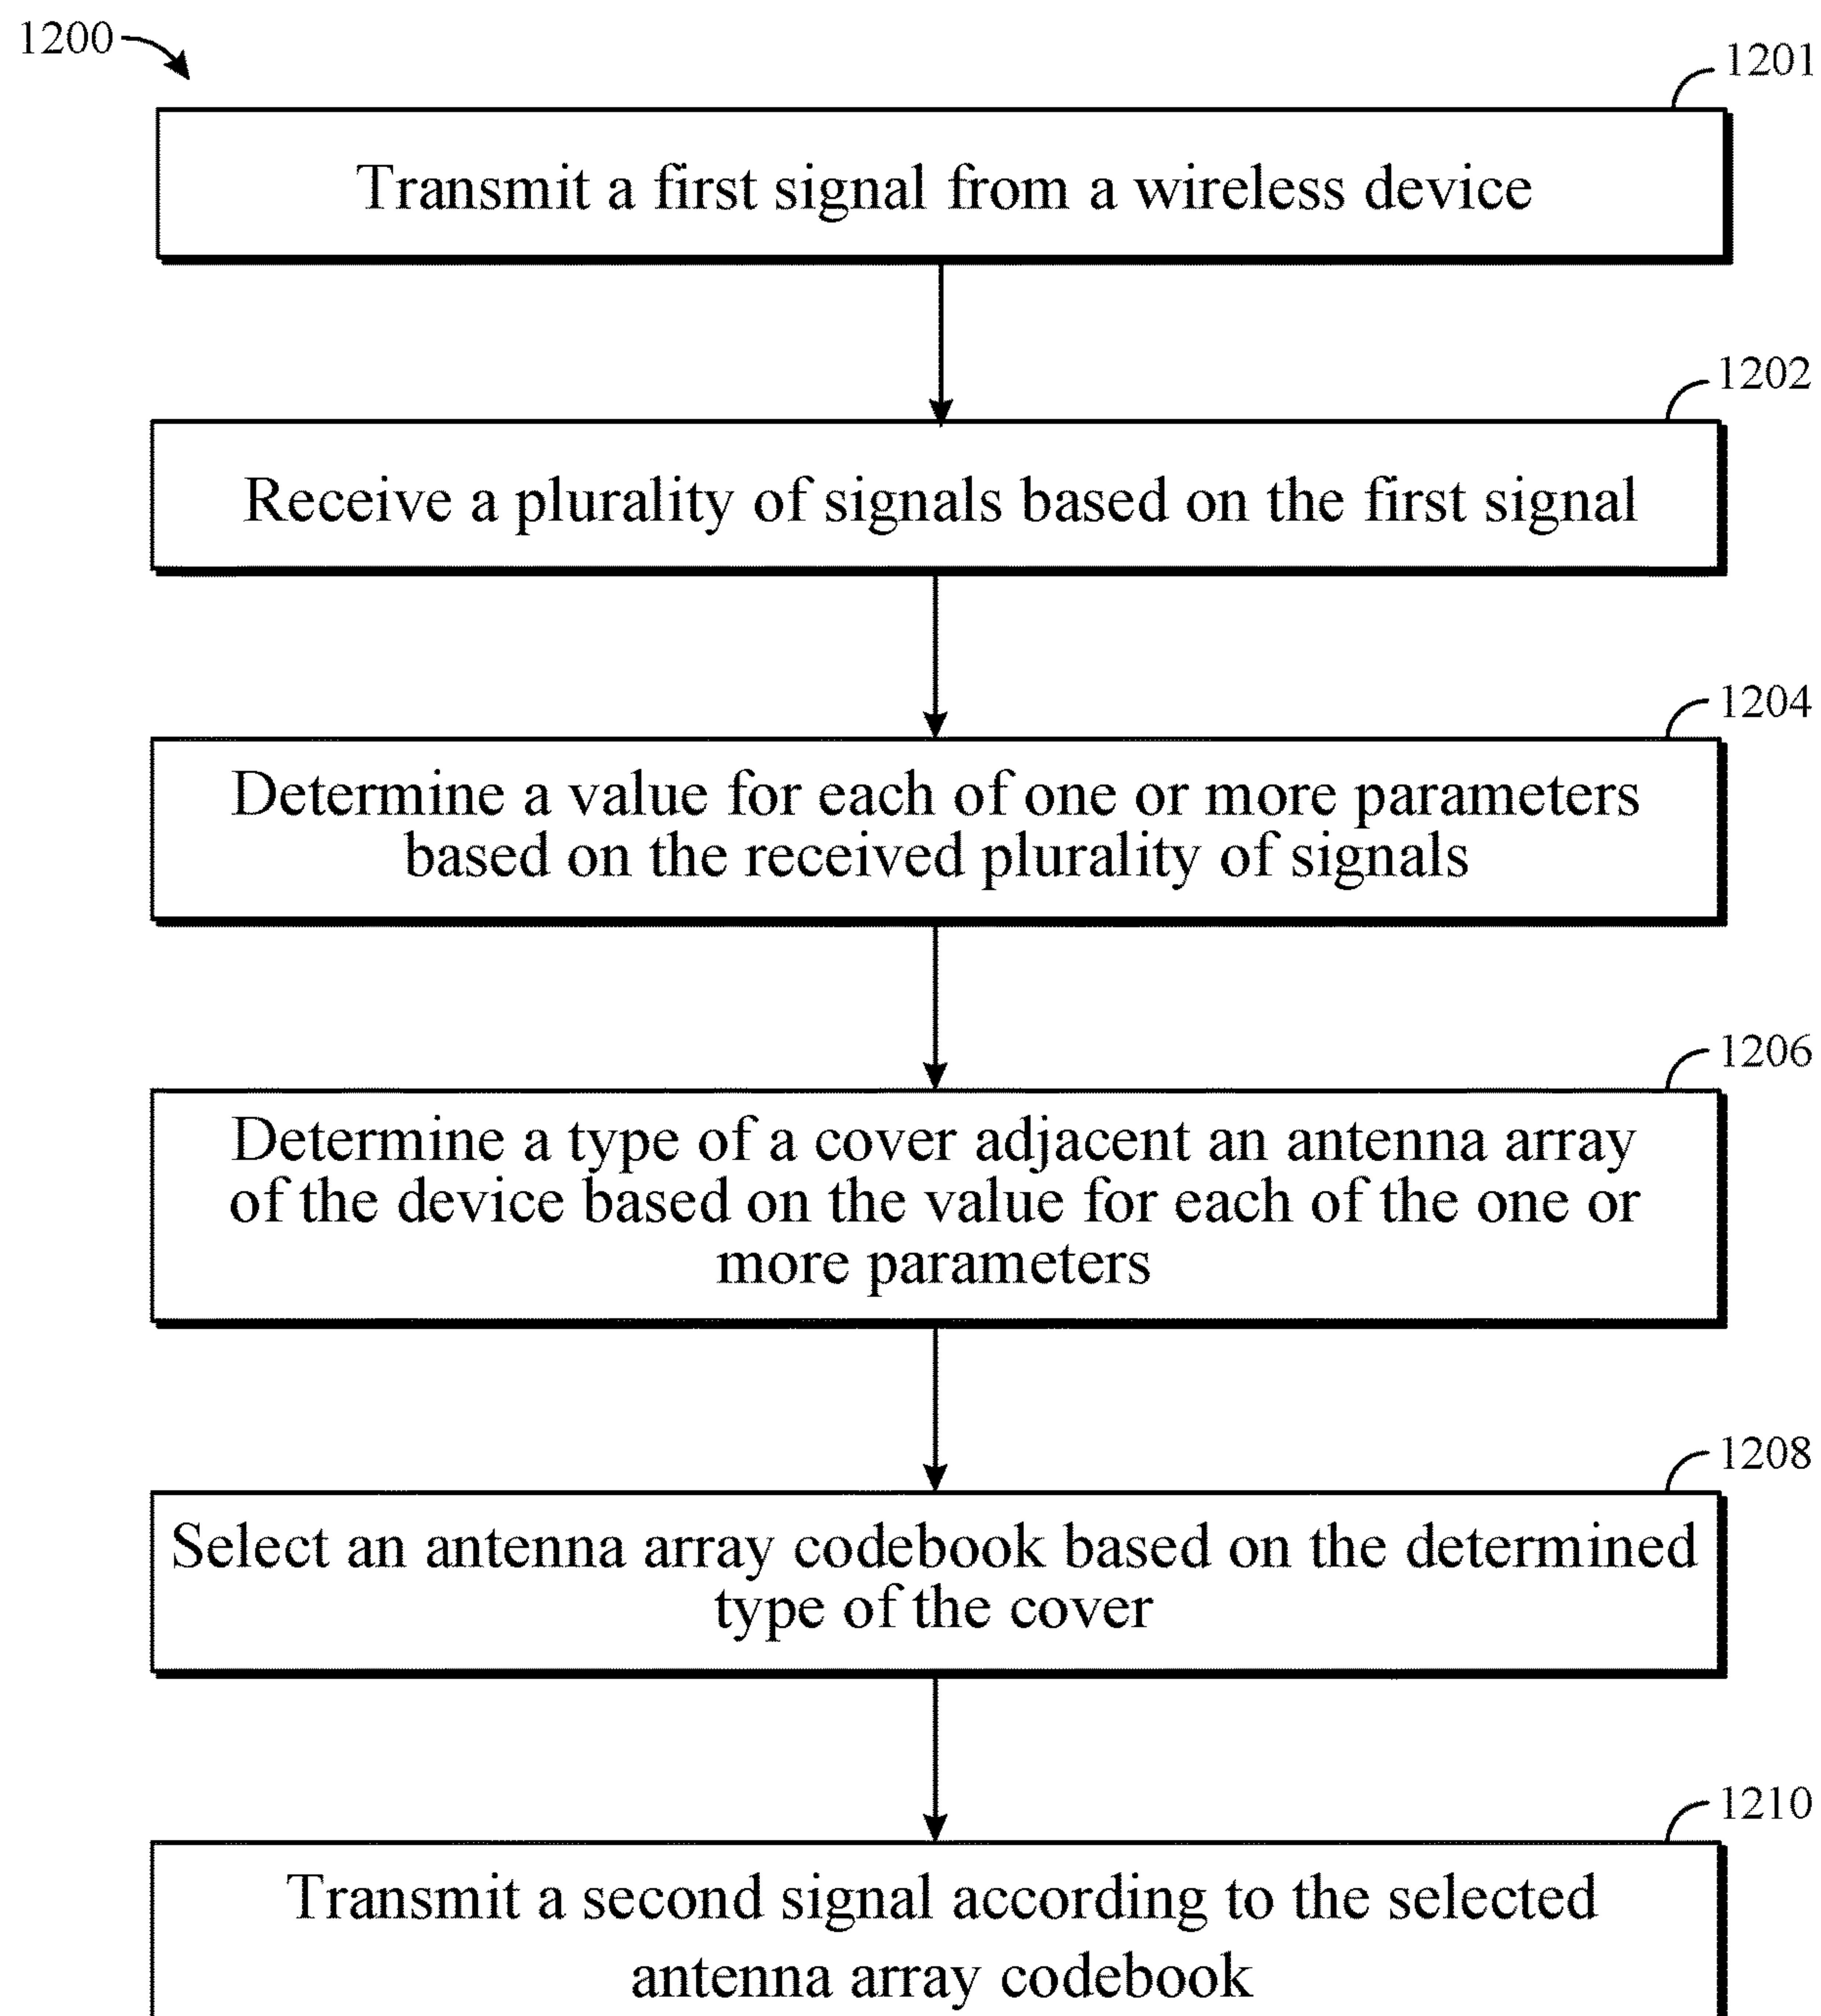 1200
1201
Transmit a first signal from a wireless device
1202
Receive a plurality of signals based on the first signal
1204
Determine a value for each of one or more parameters
based on the received plurality of signals
1206
Determine a type of a cover adjacent an antenna array
of the device based on the value for each of the one or
more parameters
1208
Select an antenna array codebook based on the determined
type of the cover
1210
Transmit a second signal according to the selected
antenna array codebook